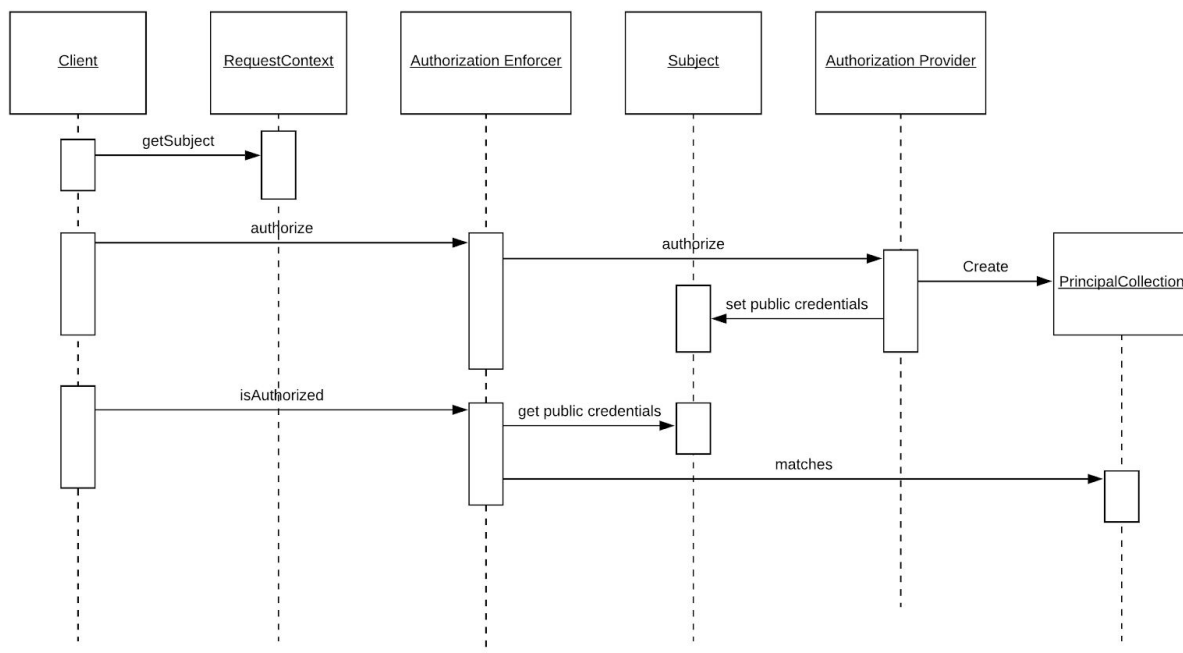 Client
RequestContext
Authorization Enforcer
Subject
Authorization Provider
getSubject
authorize
authorize
Create
PrincipalCollection
set public credentials
isAuthorized
get public credentials
matches